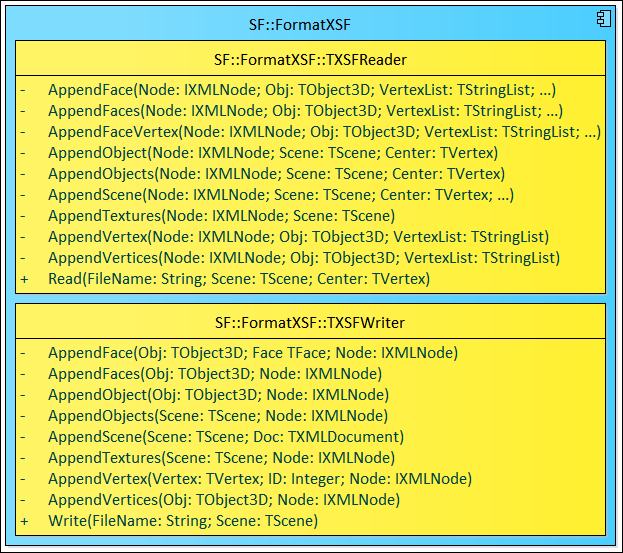 SF::FormatXSF
SF::FormatXSF::TXSFReader
- AppendFace(Node: IXMLNode; Obj: TObject3D; VertexList: TStringList; ...)
- AppendFaces(Node: IXMLNode; Obj: TObject3D; VertexList: TStringList; ...)
- AppendFaceVertex(Node: IXMLNode; Obj: TObject3D; VertexList: TStringList; ...)
- AppendObject(Node: IXMLNode; Scene: TScene; Center: TVertex)
- AppendObjects(Node: IXMLNode; Scene: TScene; Center: TVertex)
- AppendScene(Node: IXMLNode; Scene: TScene; Center: TVertex; ...)
- AppendTextures(Node: IXMLNode; Scene: TScene)
- AppendVertex(Node: IXMLNode; Obj: TObject3D; VertexList: TStringList)
- AppendVertices(Node: IXMLNode; Obj: TObject3D; VertexList: TStringList)
+ Read(FileName: String; Scene: TScene; Center: TVertex)
SF::FormatXSF::TXSFWriter
- AppendFace(Obj: TObject3D; Face TFace; Node: IXMLNode)
- AppendFaces(Obj: TObject3D; Node: IXMLNode)
- AppendObject(Obj: TObject3D; Node: IXMLNode)
- AppendObjects(Scene: TScene; Node: IXMLNode)
- AppendScene(Scene: TScene; Doc: TXMLDocument)
- AppendTextures(Scene: TScene; Node: IXMLNode)
- AppendVertex(Vertex: TVertex; ID: Integer; Node: IXMLNode)
- AppendVertices(Obj: TObject3D; Node: IXMLNode)
+ Write(FileName: String; Scene: TScene)